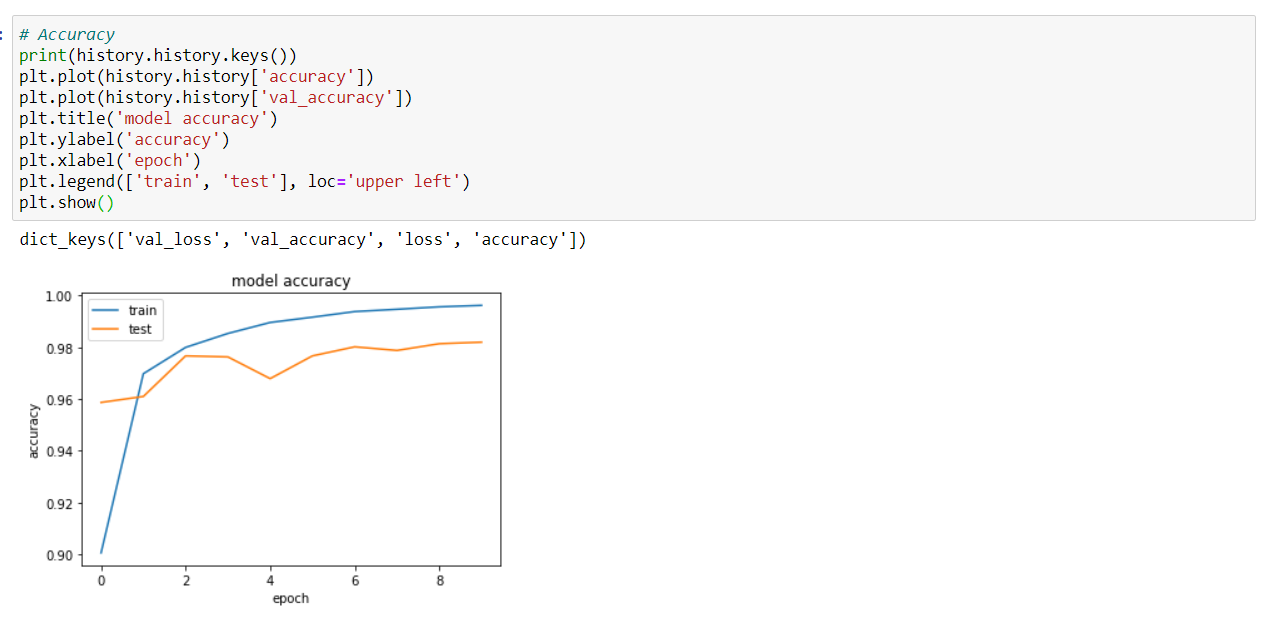 :
# Accuracy
print(history.history.keys())
plt.plot(history.history['accuracy'])
plt.plot(history.history['val_accuracy'])
plt.title('model accuracy')
plt.ylabel('accuracy')
plt.xlabel('epoch')
plt.legend(['train', 'test'], loc='upper left')
plt.show()
dict_keys(['val_loss', 'val_accuracy', 'loss', 'accuracy'])
model accuracy
1.00
train
test
0.98
0.96
accuracy
0.94
0.92
0.90
0 2 4 6 8
epoch